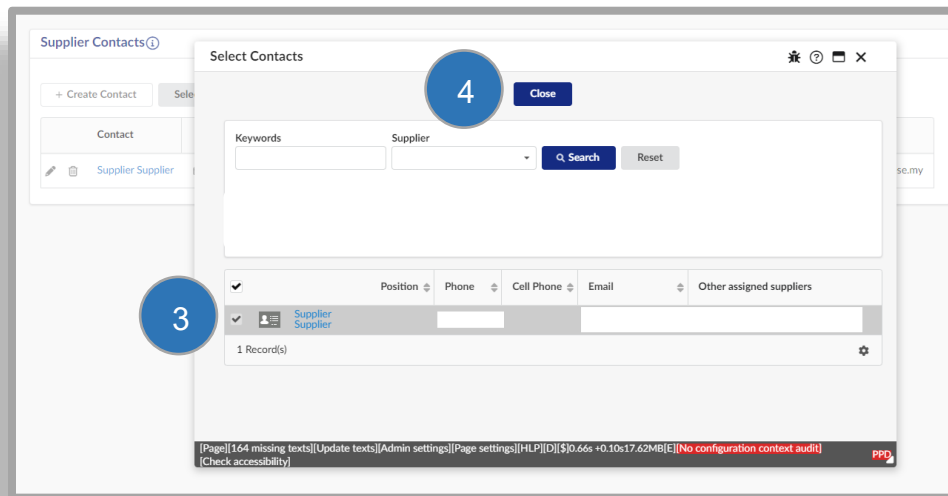 Supplier Contacts
Select Contacts
4
Close
+ Create Contact
Sele
Keywords
Supplier
Search
Reset
Contact
Supplier Supplier
se.my
Position
Phone
Cell Phone
Email
Other assigned suppliers
3
Supplier
Supplier
1 Record(s)
[Page][164 missing texts][Update texts][Admin settings][Page settings][HLP][D][$]0.66s +0.10s17.62MB[E][No configuration context audit]
[Check accessibility]
PPD